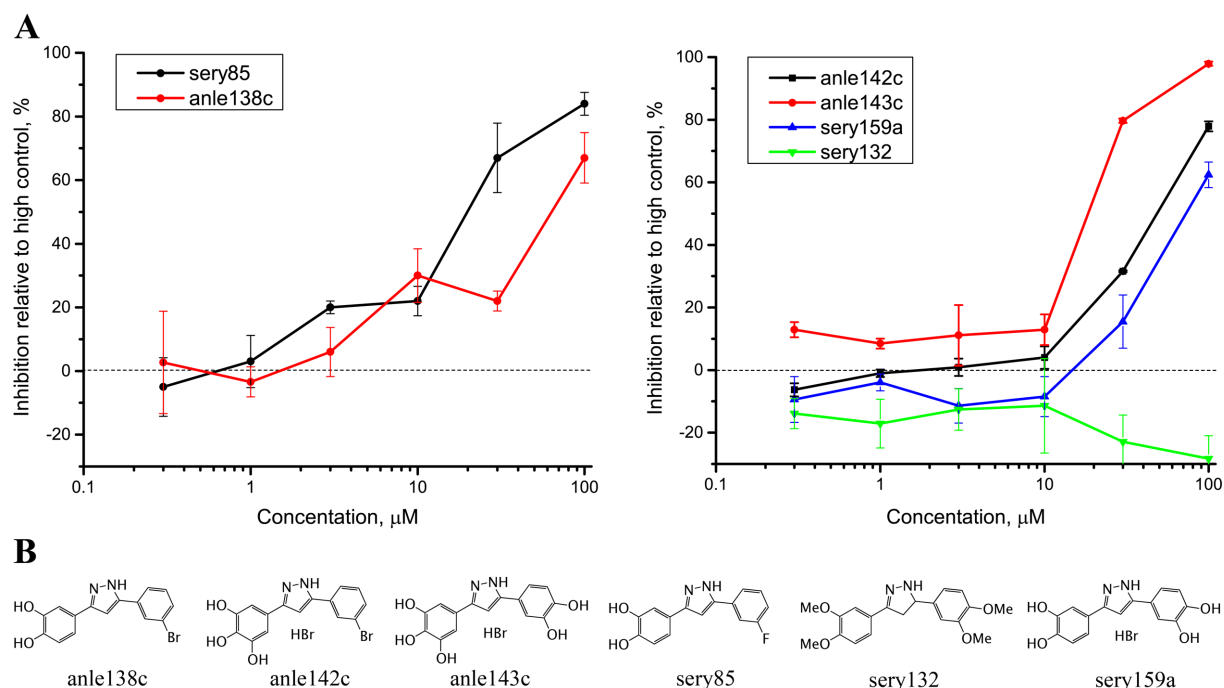 A
sery85
anle138c
Inhibition relative to high control, %
100
80
60
40
20
0
-20
0.1
1
10
100
Concentation, μM
anle142c
anle143c
sery159a
sery132
Inhibition relative to high control, %
100
80
60
40
20
0
-20
0.1
1
10
100
Concentation, μM
B
N NH
HO
HO
Br
anle138c
N NH
HO
HO
OH
HBr
Br
anle142c
N NH
HO
HO
OH
HBr
OH
OH
anle143c
N NH
HO
HO
F
sery85
N NH
MeO
MeO
OMe
OMe
sery132
N NH
HO
HO
HBr
OH
OH
sery159a